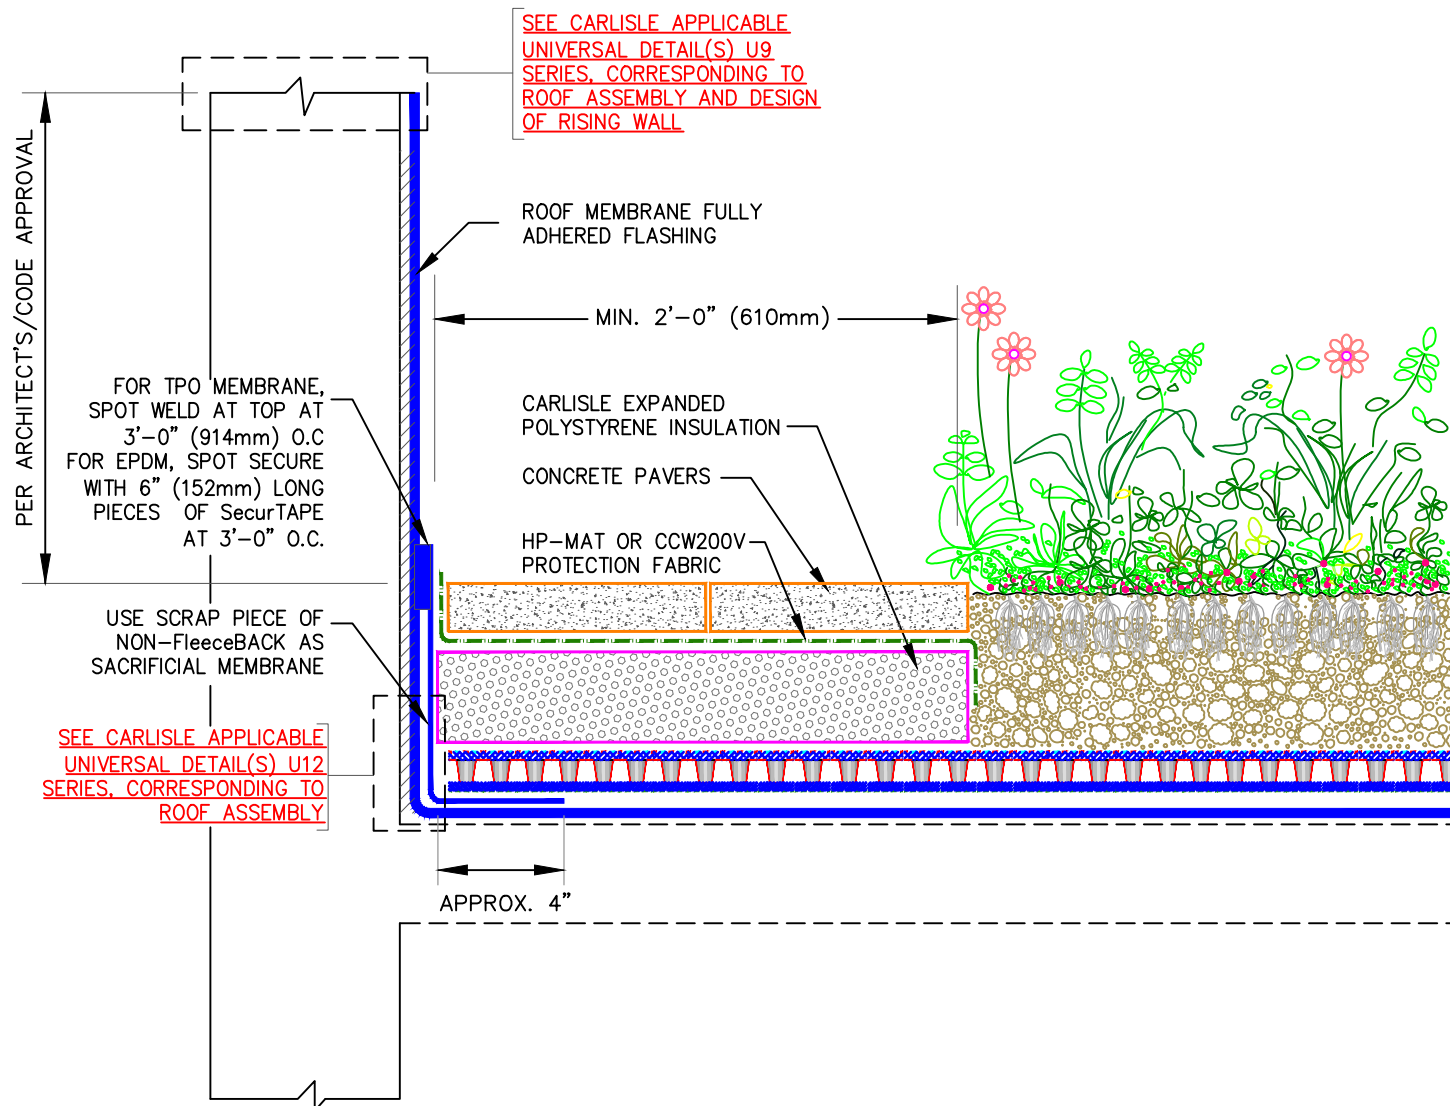 SEE CARLISLE APPLICABLE
UNIVERSAL DETAIL(S) U9
SERIES, CORRESPONDING TO
ROOF ASSEMBLY AND DESIGN
OF RISING WALL
PER ARCHITECT'S/CODE APPROVAL
ROOF MEMBRANE FULLY
ADHERED FLASHING
MIN. 2'-0" (610mm)
FOR TPO MEMBRANE,
SPOT WELD AT TOP AT
3'-0" (914mm) O.C
FOR EPDM, SPOT SECURE
WITH 6" (152mm) LONG
PIECES OF SecurTAPE
AT 3'-0" O.C.
CARLISLE EXPANDED
POLYSTYRENE INSULATION
CONCRETE PAVERS
HP-MAT OR CCW200V
PROTECTION FABRIC
USE SCRAP PIECE OF
NON-FleeceBACK AS
SACRIFICIAL MEMBRANE
SEE CARLISLE APPLICABLE
UNIVERSAL DETAIL(S) U12
SERIES, CORRESPONDING TO
ROOF ASSEMBLY
APPROX. 4"